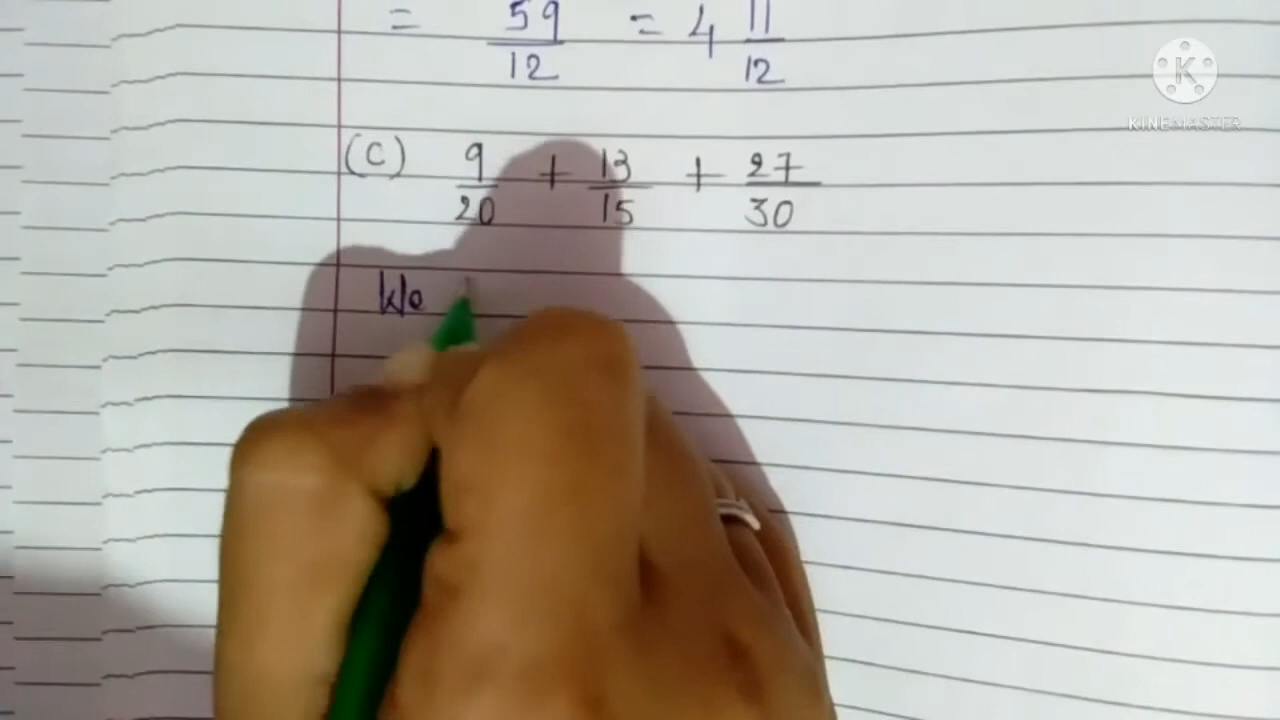 = 59/12 = 4 11/12
(C) 9/20 + 13/15 + 27/30
We
K
KINEMASTER